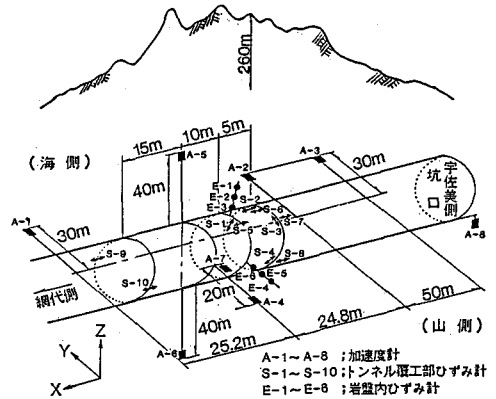 260m
15m
10m
5m
(海側)
A-5
A-2
A-3
40m
E-1
E-2
E-3
S-2
S-6
30m
宇佐美側
坑口
A-1
30m
S-1
S-5
S-3
S-7
A-8
S-9
S-10
A-7
S-4
S-8
E-6
E-5
E-4
網代側
20m
A-4
50m
40m
24.8m
(山側)
A-6
25.2m
Z
Y
X
A-1~A-8 ;加速度計
S-1~S-10;トンネル覆工部ひずみ計
E-1~E-6 ;岩盤内ひずみ計